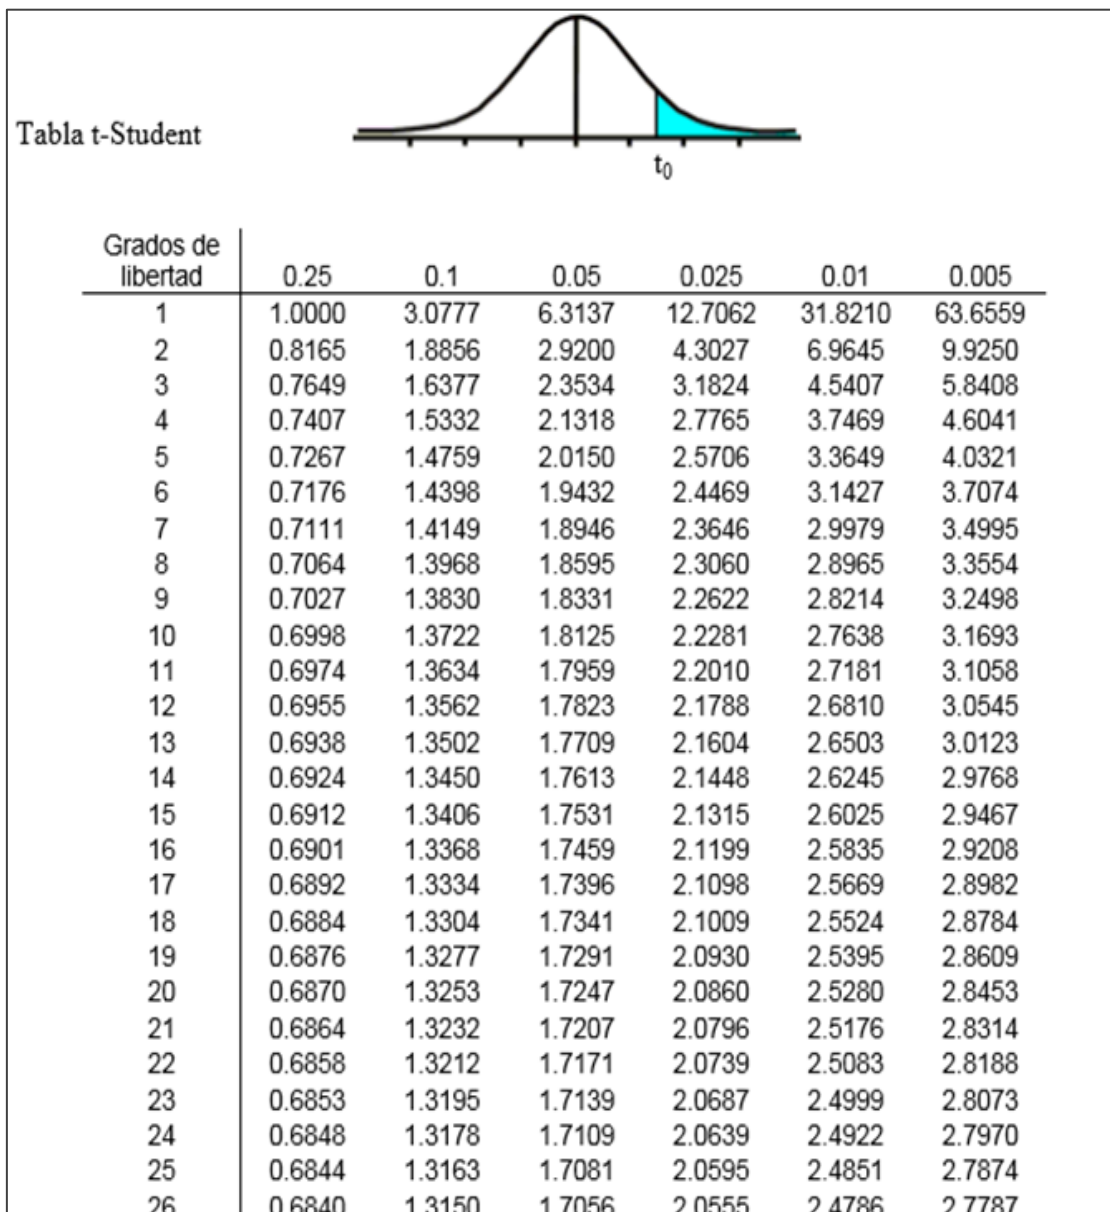 Tabla t-Student
t0
Grados de
libertad 0.25 0.1 0.05 0.025 0.01 0.005
1 1.0000 3.0777 6.3137 12.7062 31.8210 63.6559
2 0.8165 1.8856 2.9200 4.3027 6.9645 9.9250
3 0.7649 1.6377 2.3534 3.1824 4.5407 5.8408
4 0.7407 1.5332 2.1318 2.7765 3.7469 4.6041
5 0.7267 1.4759 2.0150 2.5706 3.3649 4.0321
6 0.7176 1.4398 1.9432 2.4469 3.1427 3.7074
7 0.7111 1.4149 1.8946 2.3646 2.9979 3.4995
8 0.7064 1.3968 1.8595 2.3060 2.8965 3.3554
9 0.7027 1.3830 1.8331 2.2622 2.8214 3.2498
10 0.6998 1.3722 1.8125 2.2281 2.7638 3.1693
11 0.6974 1.3634 1.7959 2.2010 2.7181 3.1058
12 0.6955 1.3562 1.7823 2.1788 2.6810 3.0545
13 0.6938 1.3502 1.7709 2.1604 2.6503 3.0123
14 0.6924 1.3450 1.7613 2.1448 2.6245 2.9768
15 0.6912 1.3406 1.7531 2.1315 2.6025 2.9467
16 0.6901 1.3368 1.7459 2.1199 2.5835 2.9208
17 0.6892 1.3334 1.7396 2.1098 2.5669 2.8982
18 0.6884 1.3304 1.7341 2.1009 2.5524 2.8784
19 0.6876 1.3277 1.7291 2.0930 2.5395 2.8609
20 0.6870 1.3253 1.7247 2.0860 2.5280 2.8453
21 0.6864 1.3232 1.7207 2.0796 2.5176 2.8314
22 0.6858 1.3212 1.7171 2.0739 2.5083 2.8188
23 0.6853 1.3195 1.7139 2.0687 2.4999 2.8073
24 0.6848 1.3178 1.7109 2.0639 2.4922 2.7970
25 0.6844 1.3163 1.7081 2.0595 2.4851 2.7874
26 0.6840 1.3150 1.7056 2.0555 2.4786 2.7787